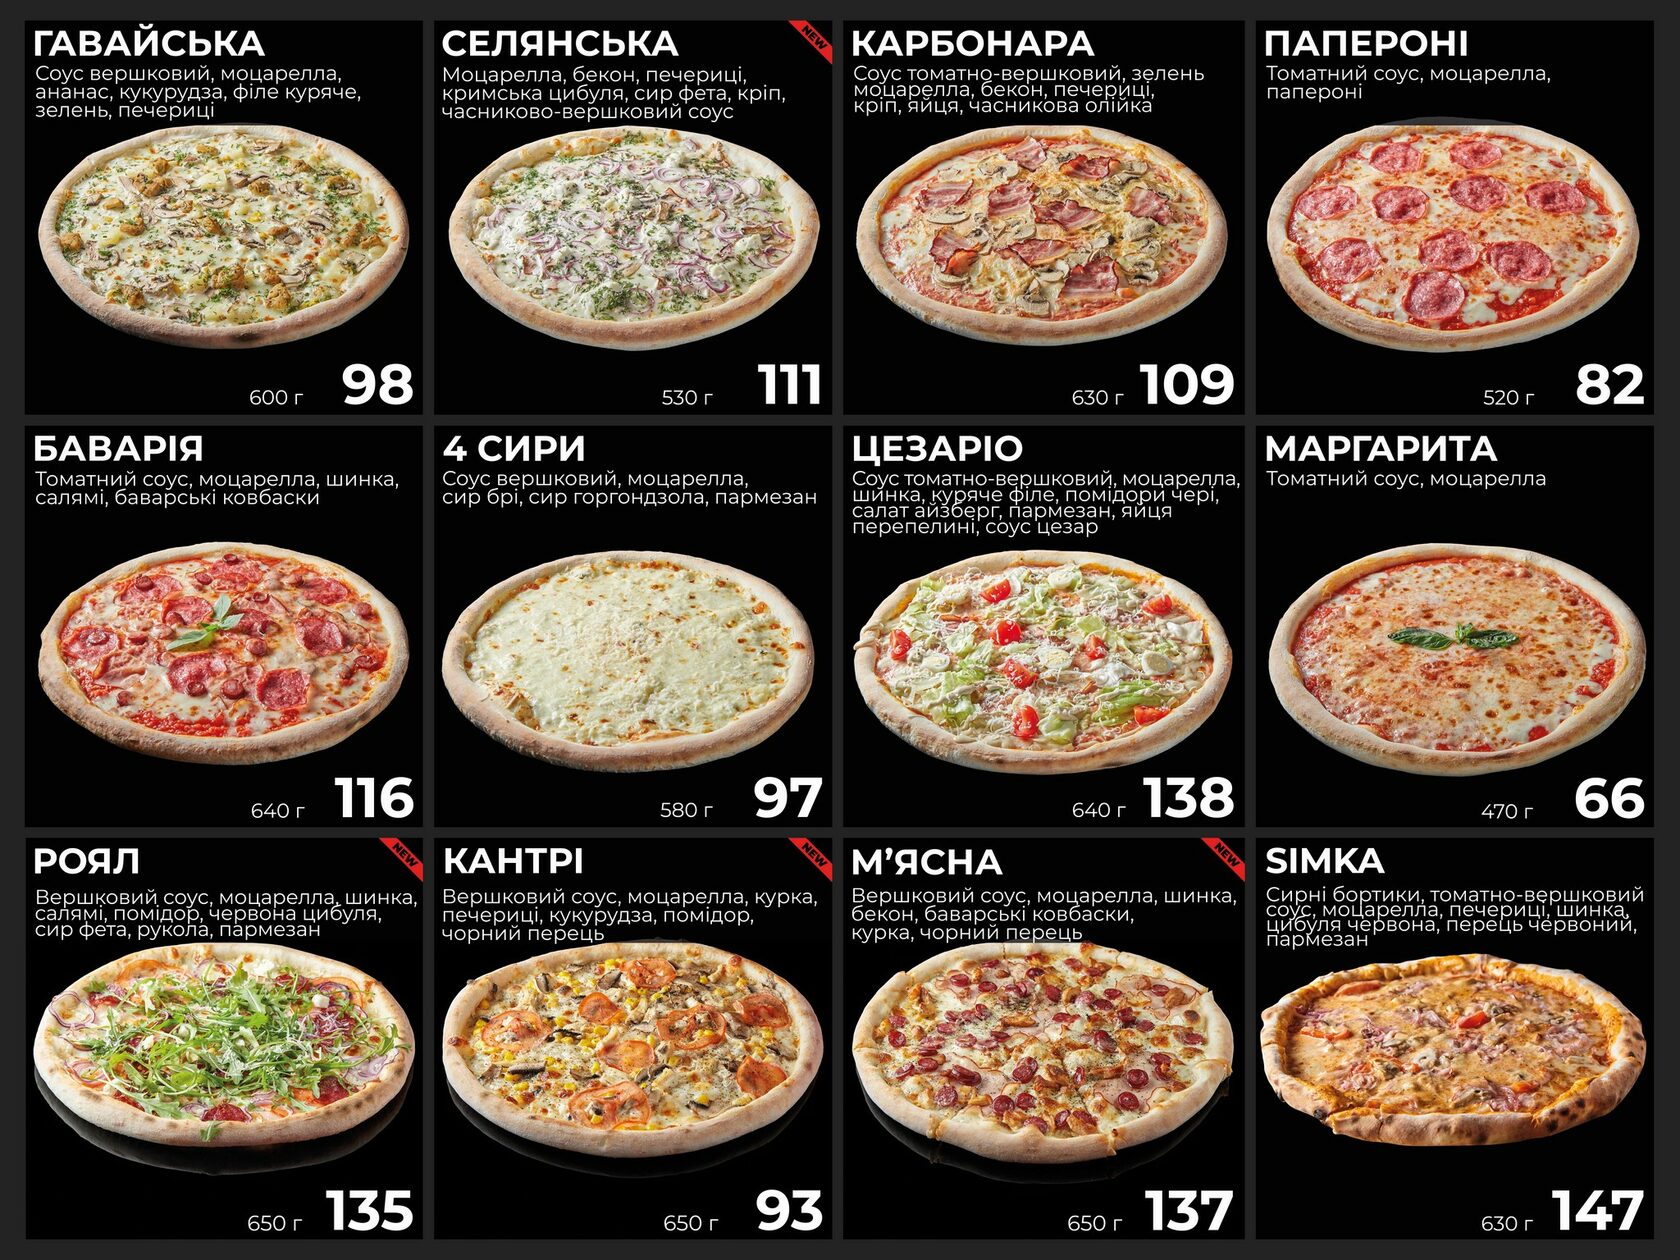 ГАВАЙСЬКА
Соус вершковий, моцарелла,
ананас, кукурудза, філе куряче,
зелень, печериці
600 г 98
NEW
СЕЛЯНСЬКА
Моцарелла, бекон, печериці,
кримська цибуля, сир фета, кріп,
часниково-вершковий соус
530 г 111
КАРБОНАРА
Соус томатно-вершковий, зелень
моцарелла, бекон, печериці,
кріп, яйця, часникова олійка
630 г 109
ПАПЕРОНІ
Томатний соус, моцарелла,
папероні
520 г 82
БАВАРІЯ
Томатний соус, моцарелла, шинка,
салямі, баварські ковбаски
640 г 116
4 СИРИ
Соус вершковий, моцарелла,
сир брі, сир горгондзола, пармезан
580 г 97
ЦЕЗАРІО
Соус томатно-вершковий, моцарелла,
шинка, куряче філе, помідори чері,
салат айзберг, пармезан, яйця
перепелині, соус цезар
640 г 138
МАРГАРИТА
Томатний соус, моцарелла
470 г 66
NEW
РОЯЛ
Вершковий соус, моцарелла, шинка,
салямі, помідор, червона цибуля,
сир фета, рукола, пармезан
650 г 135
NEW
КАНТРІ
Вершковий соус, моцарелла, курка,
печериці, кукурудза, помідор,
чорний перець
650 г 93
NEW
М’ЯСНА
Вершковий соус, моцарелла, шинка,
бекон, баварські ковбаски,
курка, чорний перець
650 г 137
SIMKA
Сирні бортики, томатно-вершковий
соус, моцарелла, печериці, шинка,
цибуля червона, перець червоний,
пармезан
630 г 147